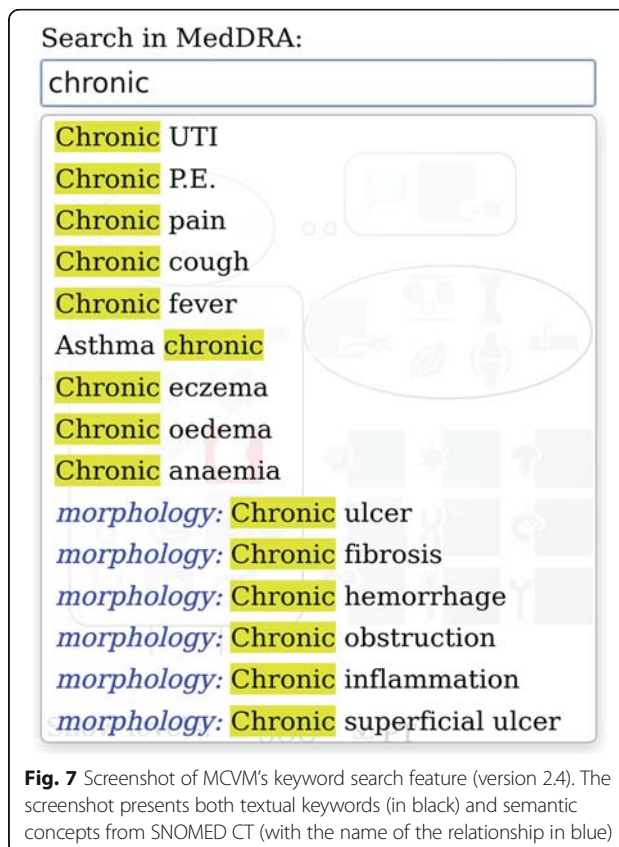 Search in MedDRA:
chronic
Chronic UTI
Chronic P.E.
Chronic pain
Chronic cough
Chronic fever
Asthma chronic
Chronic eczema
Chronic oedema
Chronic anaemia
morphology: Chronic ulcer
morphology: Chronic fibrosis
morphology: Chronic hemorrhage
morphology: Chronic obstruction
morphology: Chronic inflammation
morphology: Chronic superficial ulcer
Fig. 7 Screenshot of MCVM's keyword search feature (version 2.4). The
screenshot presents both textual keywords (in black) and semantic
concepts from SNOMED CT (with the name of the relationship in blue)